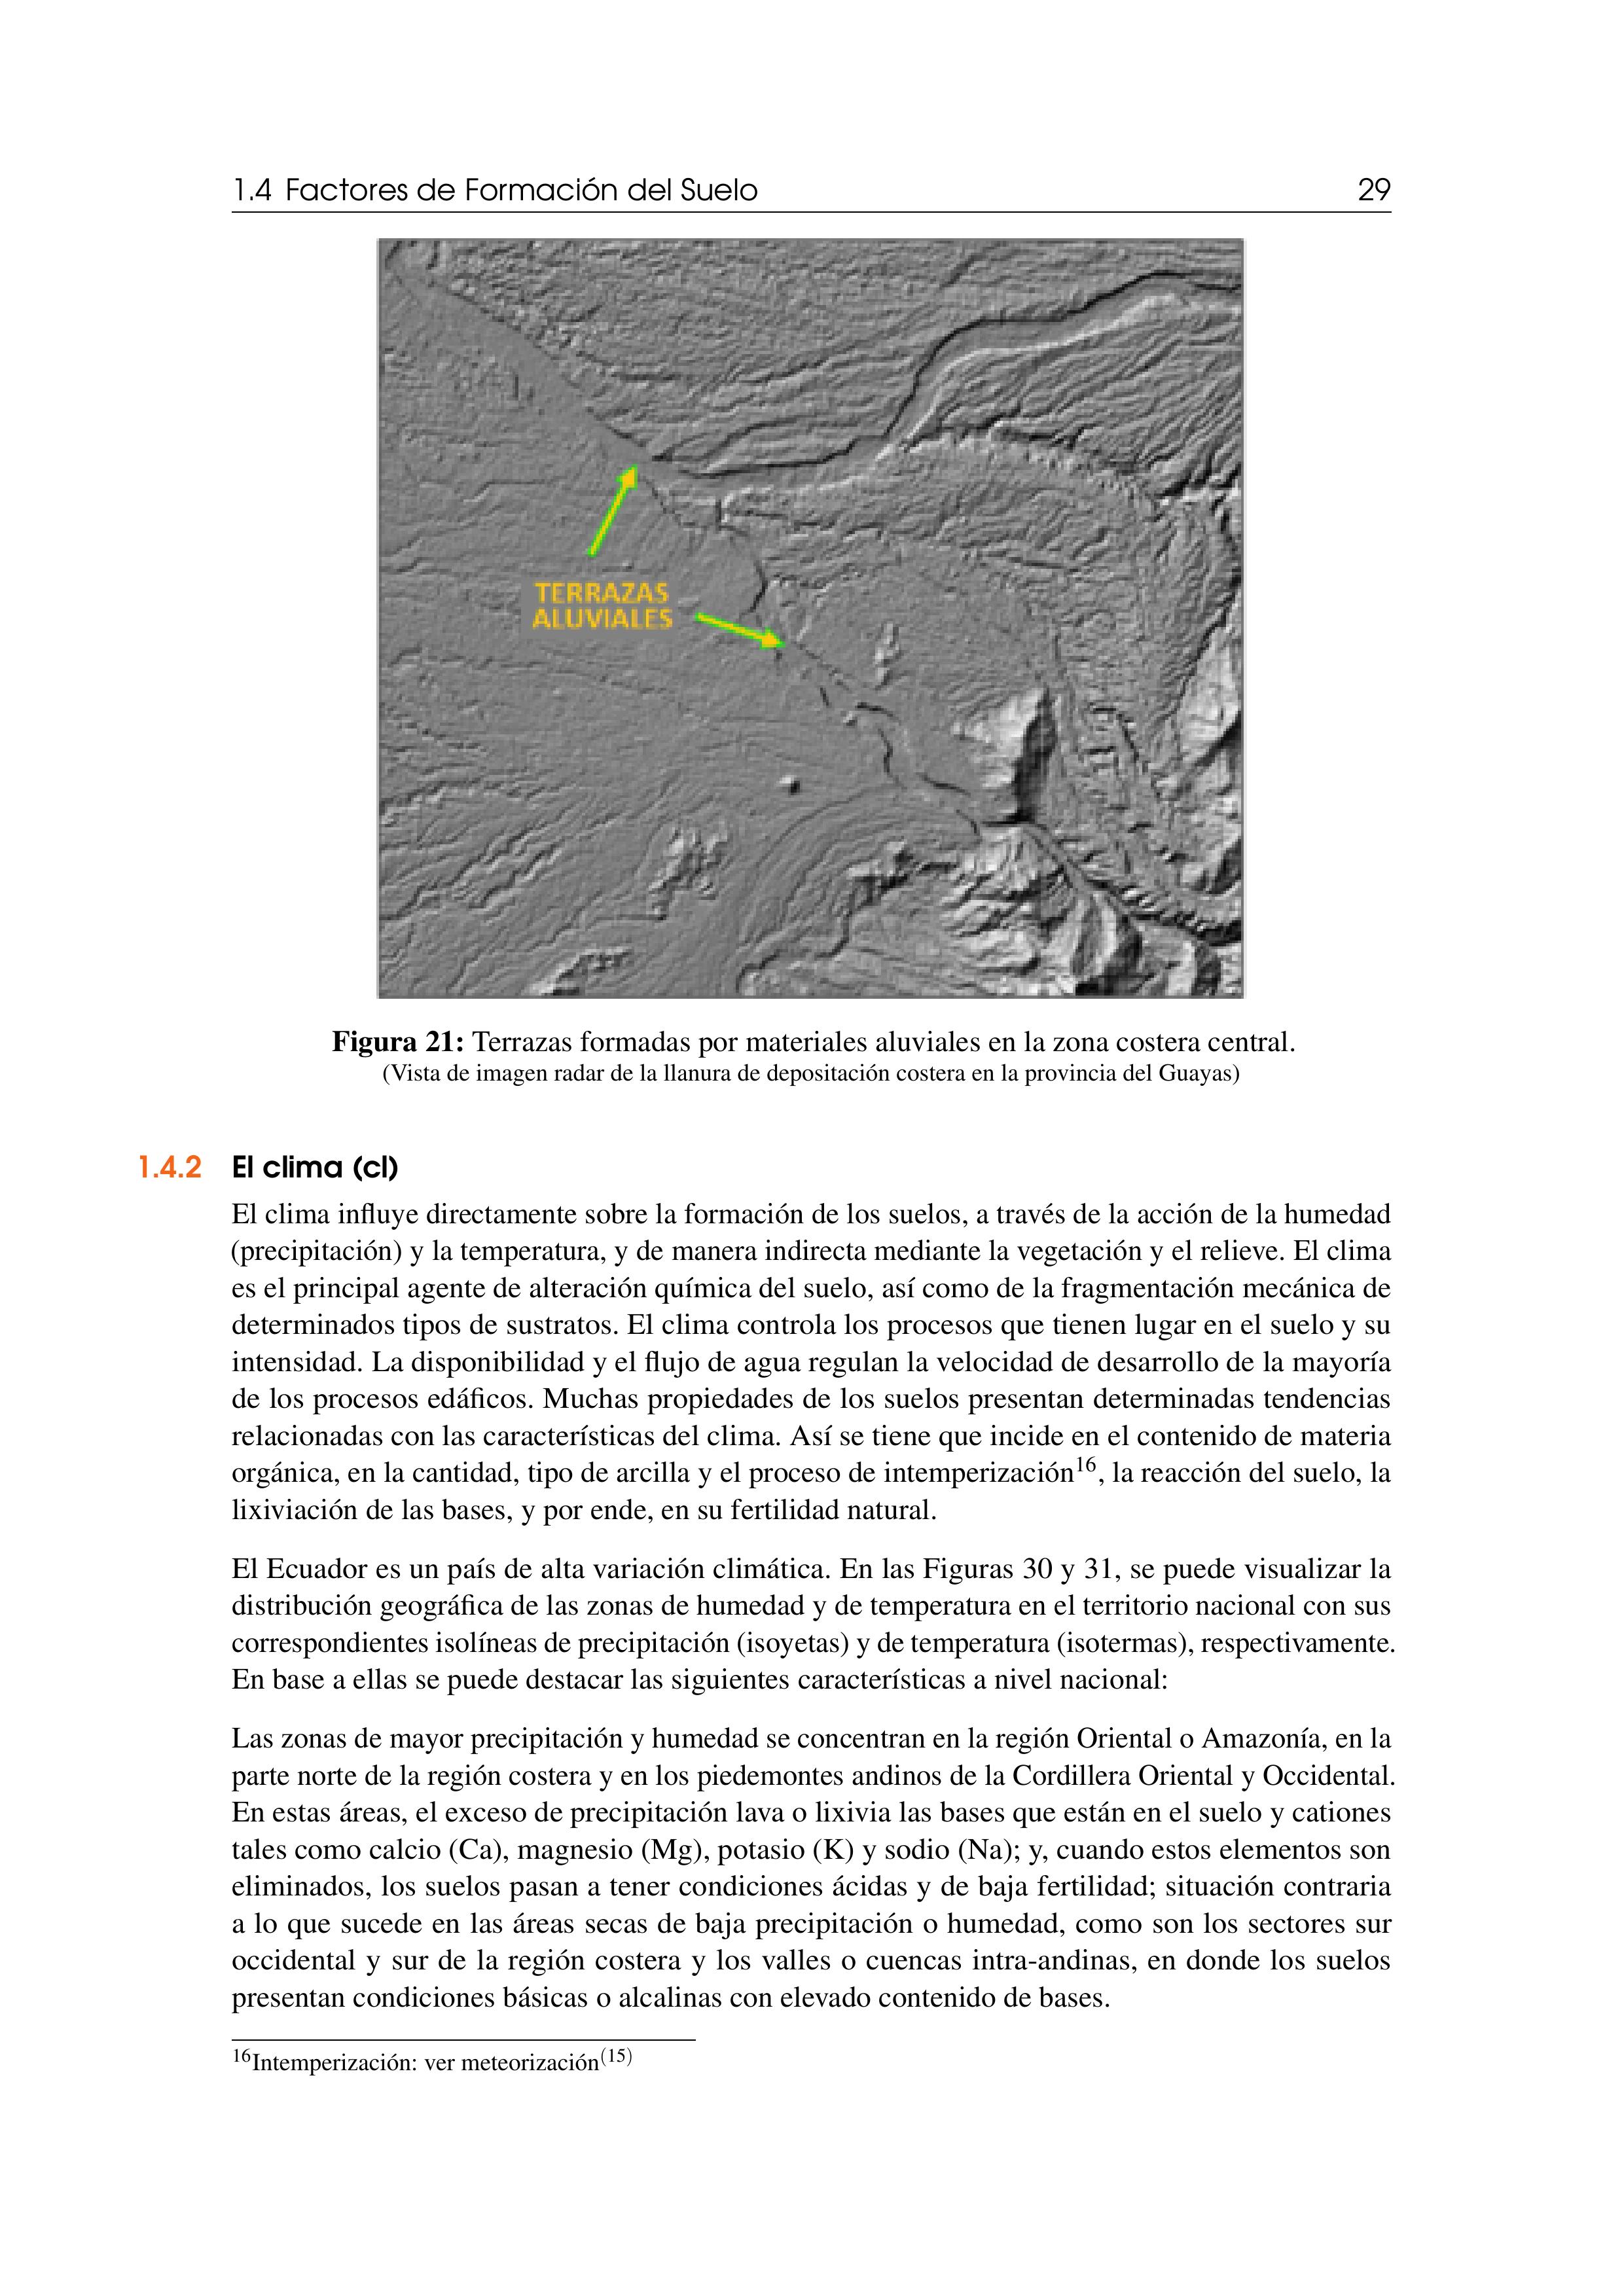 1.4 Factores de Formación del Suelo 29
TERRAZAS
ALUVIALES
Figura 21: Terrazas formadas por materiales aluviales en la zona costera central.
(Vista de imagen radar de la llanura de depositación costera en la provincia del Guayas)
1.4.2 El clima (cl)
El clima influye directamente sobre la formación de los suelos, a través de la acción de la humedad
(precipitación) y la temperatura, y de manera indirecta mediante la vegetación y el relieve. El clima
es el principal agente de alteración química del suelo, así como de la fragmentación mecánica de
determinados tipos de sustratos. El clima controla los procesos que tienen lugar en el suelo y su
intensidad. La disponibilidad y el flujo de agua regulan la velocidad de desarrollo de la mayoría
de los procesos edáficos. Muchas propiedades de los suelos presentan determinadas tendencias
relacionadas con las características del clima. Así se tiene que incide en el contenido de materia
orgánica, en la cantidad, tipo de arcilla y el proceso de intemperización16, la reacción del suelo, la
lixiviación de las bases, y por ende, en su fertilidad natural.
El Ecuador es un país de alta variación climática. En las Figuras 30 y 31, se puede visualizar la
distribución geográfica de las zonas de humedad y de temperatura en el territorio nacional con sus
correspondientes isolíneas de precipitación (isoyetas) y de temperatura (isotermas), respectivamente.
En base a ellas se puede destacar las siguientes características a nivel nacional:
Las zonas de mayor precipitación y humedad se concentran en la región Oriental o Amazonía, en la
parte norte de la región costera y en los piedemontes andinos de la Cordillera Oriental y Occidental.
En estas áreas, el exceso de precipitación lava o lixivia las bases que están en el suelo y cationes
tales como calcio (Ca), magnesio (Mg), potasio (K) y sodio (Na); y, cuando estos elementos son
eliminados, los suelos pasan a tener condiciones ácidas y de baja fertilidad; situación contraria
a lo que sucede en las áreas secas de baja precipitación o humedad, como son los sectores sur
occidental y sur de la región costera y los valles o cuencas intra-andinas, en donde los suelos
presentan condiciones básicas o alcalinas con elevado contenido de bases.
16Intemperización: ver meteorización(15)